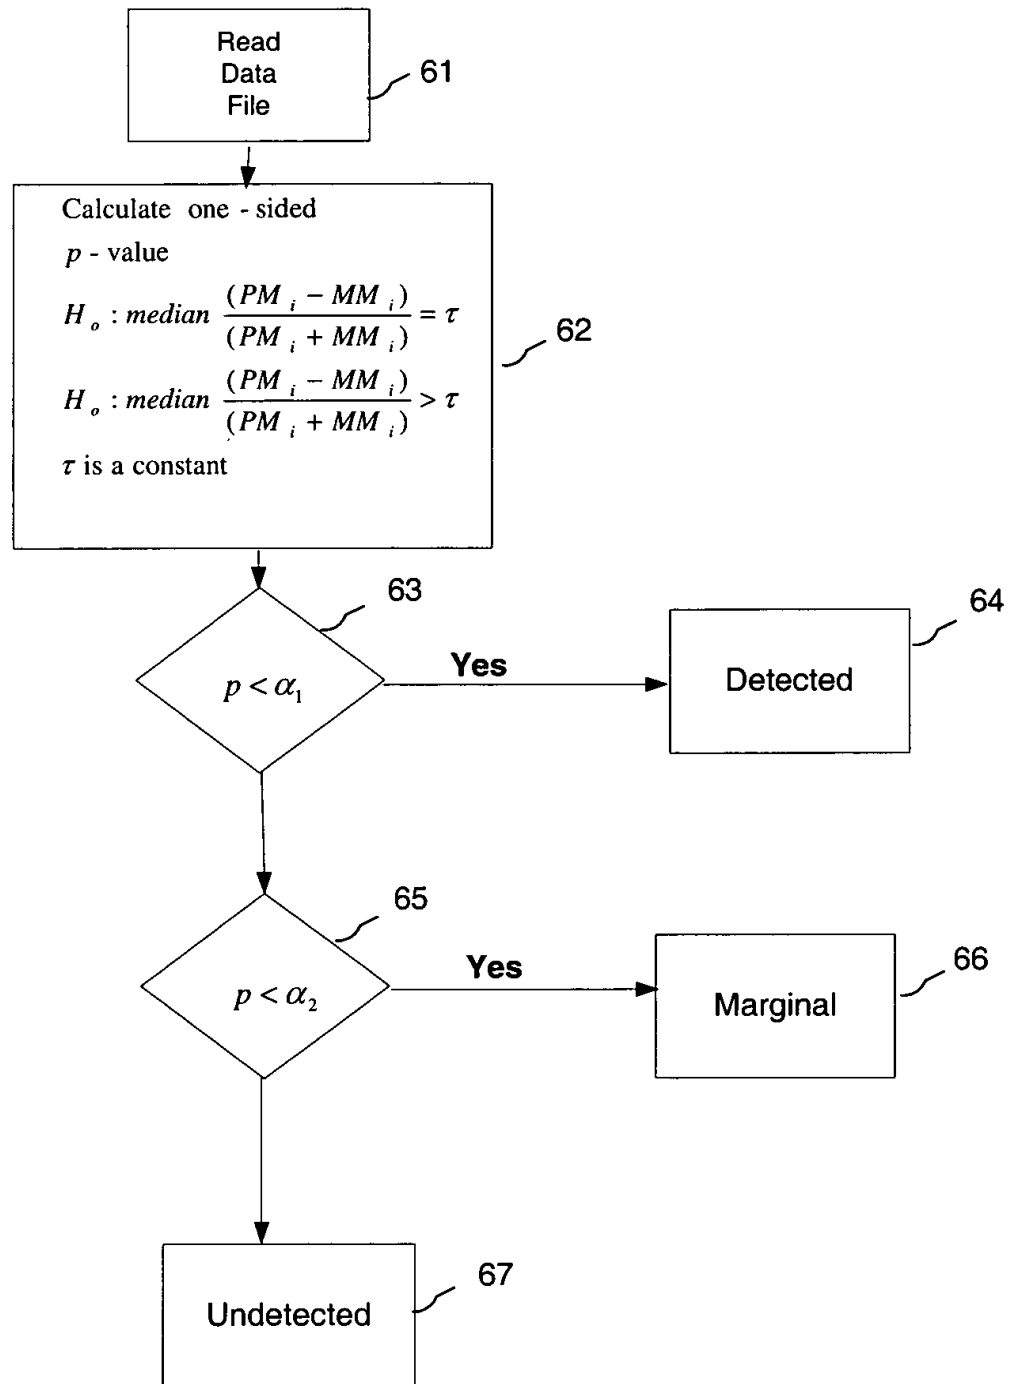 Read
Data
File
61
Calculate one - sided
p - value
H_o : median (PM_i − MM_i) / (PM_i + MM_i) = τ
H_o : median (PM_i − MM_i) / (PM_i + MM_i) > τ
τ is a constant
62
63
p < α_1
Yes
64
Detected
65
p < α_2
Yes
66
Marginal
67
Undetected